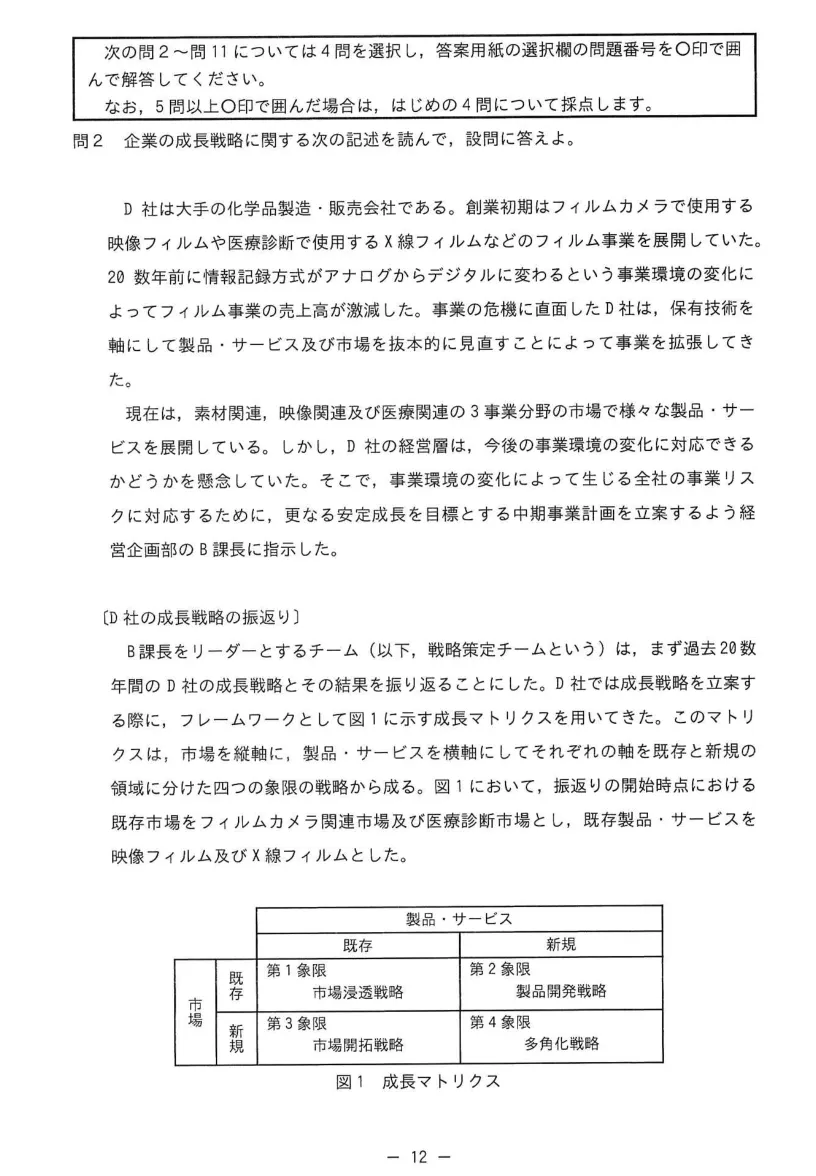 次の問2~問11については4問を選択し，答案用紙の選択欄の問題番号を〇印で囲
んで解答してください。
なお，5問以上〇印で囲んだ場合は，はじめの4問について採点します。
問2 企業の成長戦略に関する次の記述を読んで，設問に答えよ。
D 社は大手の化学品製造・販売会社である。創業初期はフィルムカメラで使用する
映像フィルムや医療診断で使用する X 線フィルムなどのフィルム事業を展開していた。
20 数年前に情報記録方式がアナログからデジタルに変わるという事業環境の変化に
よってフィルム事業の売上高が激減した。事業の危機に直面した D 社は，保有技術を
軸にして製品・サービス及び市場を抜本的に見直すことによって事業を拡張してき
た。
現在は，素材関連，映像関連及び医療関連の 3 事業分野の市場で様々な製品・サー
ビスを展開している。しかし，D 社の経営層は，今後の事業環境の変化に対応できる
かどうかを懸念していた。そこで，事業環境の変化によって生じる全社の事業リス
クに対応するために，更なる安定成長を目標とする中期事業計画を立案するよう経
営企画部の B 課長に指示した。
〔D 社の成長戦略の振返り〕
B 課長をリーダーとするチーム（以下，戦略策定チームという）は，まず過去 20 数
年間の D 社の成長戦略とその結果を振り返ることにした。D 社では成長戦略を立案す
る際に，フレームワークとして図 1 に示す成長マトリクスを用いてきた。このマトリ
クスは，市場を縦軸に，製品・サービスを横軸にしてそれぞれの軸を既存と新規の
領域に分けた四つの象限の戦略から成る。図 1 において，振返りの開始時点における
既存市場をフィルムカメラ関連市場及び医療診断市場とし，既存製品・サービスを
映像フィルム及び X 線フィルムとした。
製品・サービス
既存 新規
市場
既存 第 1 象限 市場浸透戦略 第 2 象限 製品開発戦略
新規 第 3 象限 市場開拓戦略 第 4 象限 多角化戦略
図 1 成長マトリクス
― 12 ―